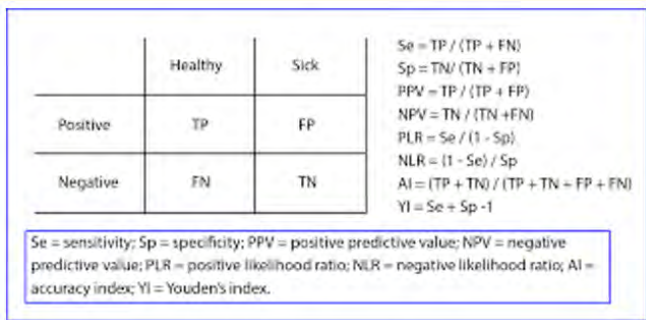 Healthy Sick
Positive TP FP
Negative FN TN
Se = TP / (TP + FN)
Sp = TN/ (TN + FP)
PPV = TP / (TP + FP)
NPV = TN / (TN +FN)
PLR = Se / (1 - Sp)
NLR = (1 - Se) / Sp
AI = (TP + TN) / (TP + TN + FP + FN)
YI = Se + Sp -1
Se = sensitivity; Sp = specificity; PPV = positive predictive value; NPV = negative
predictive value; PLR = positive likelihood ratio; NLR = negative likelihood ratio; AI =
accuracy index; YI = Youden's index.